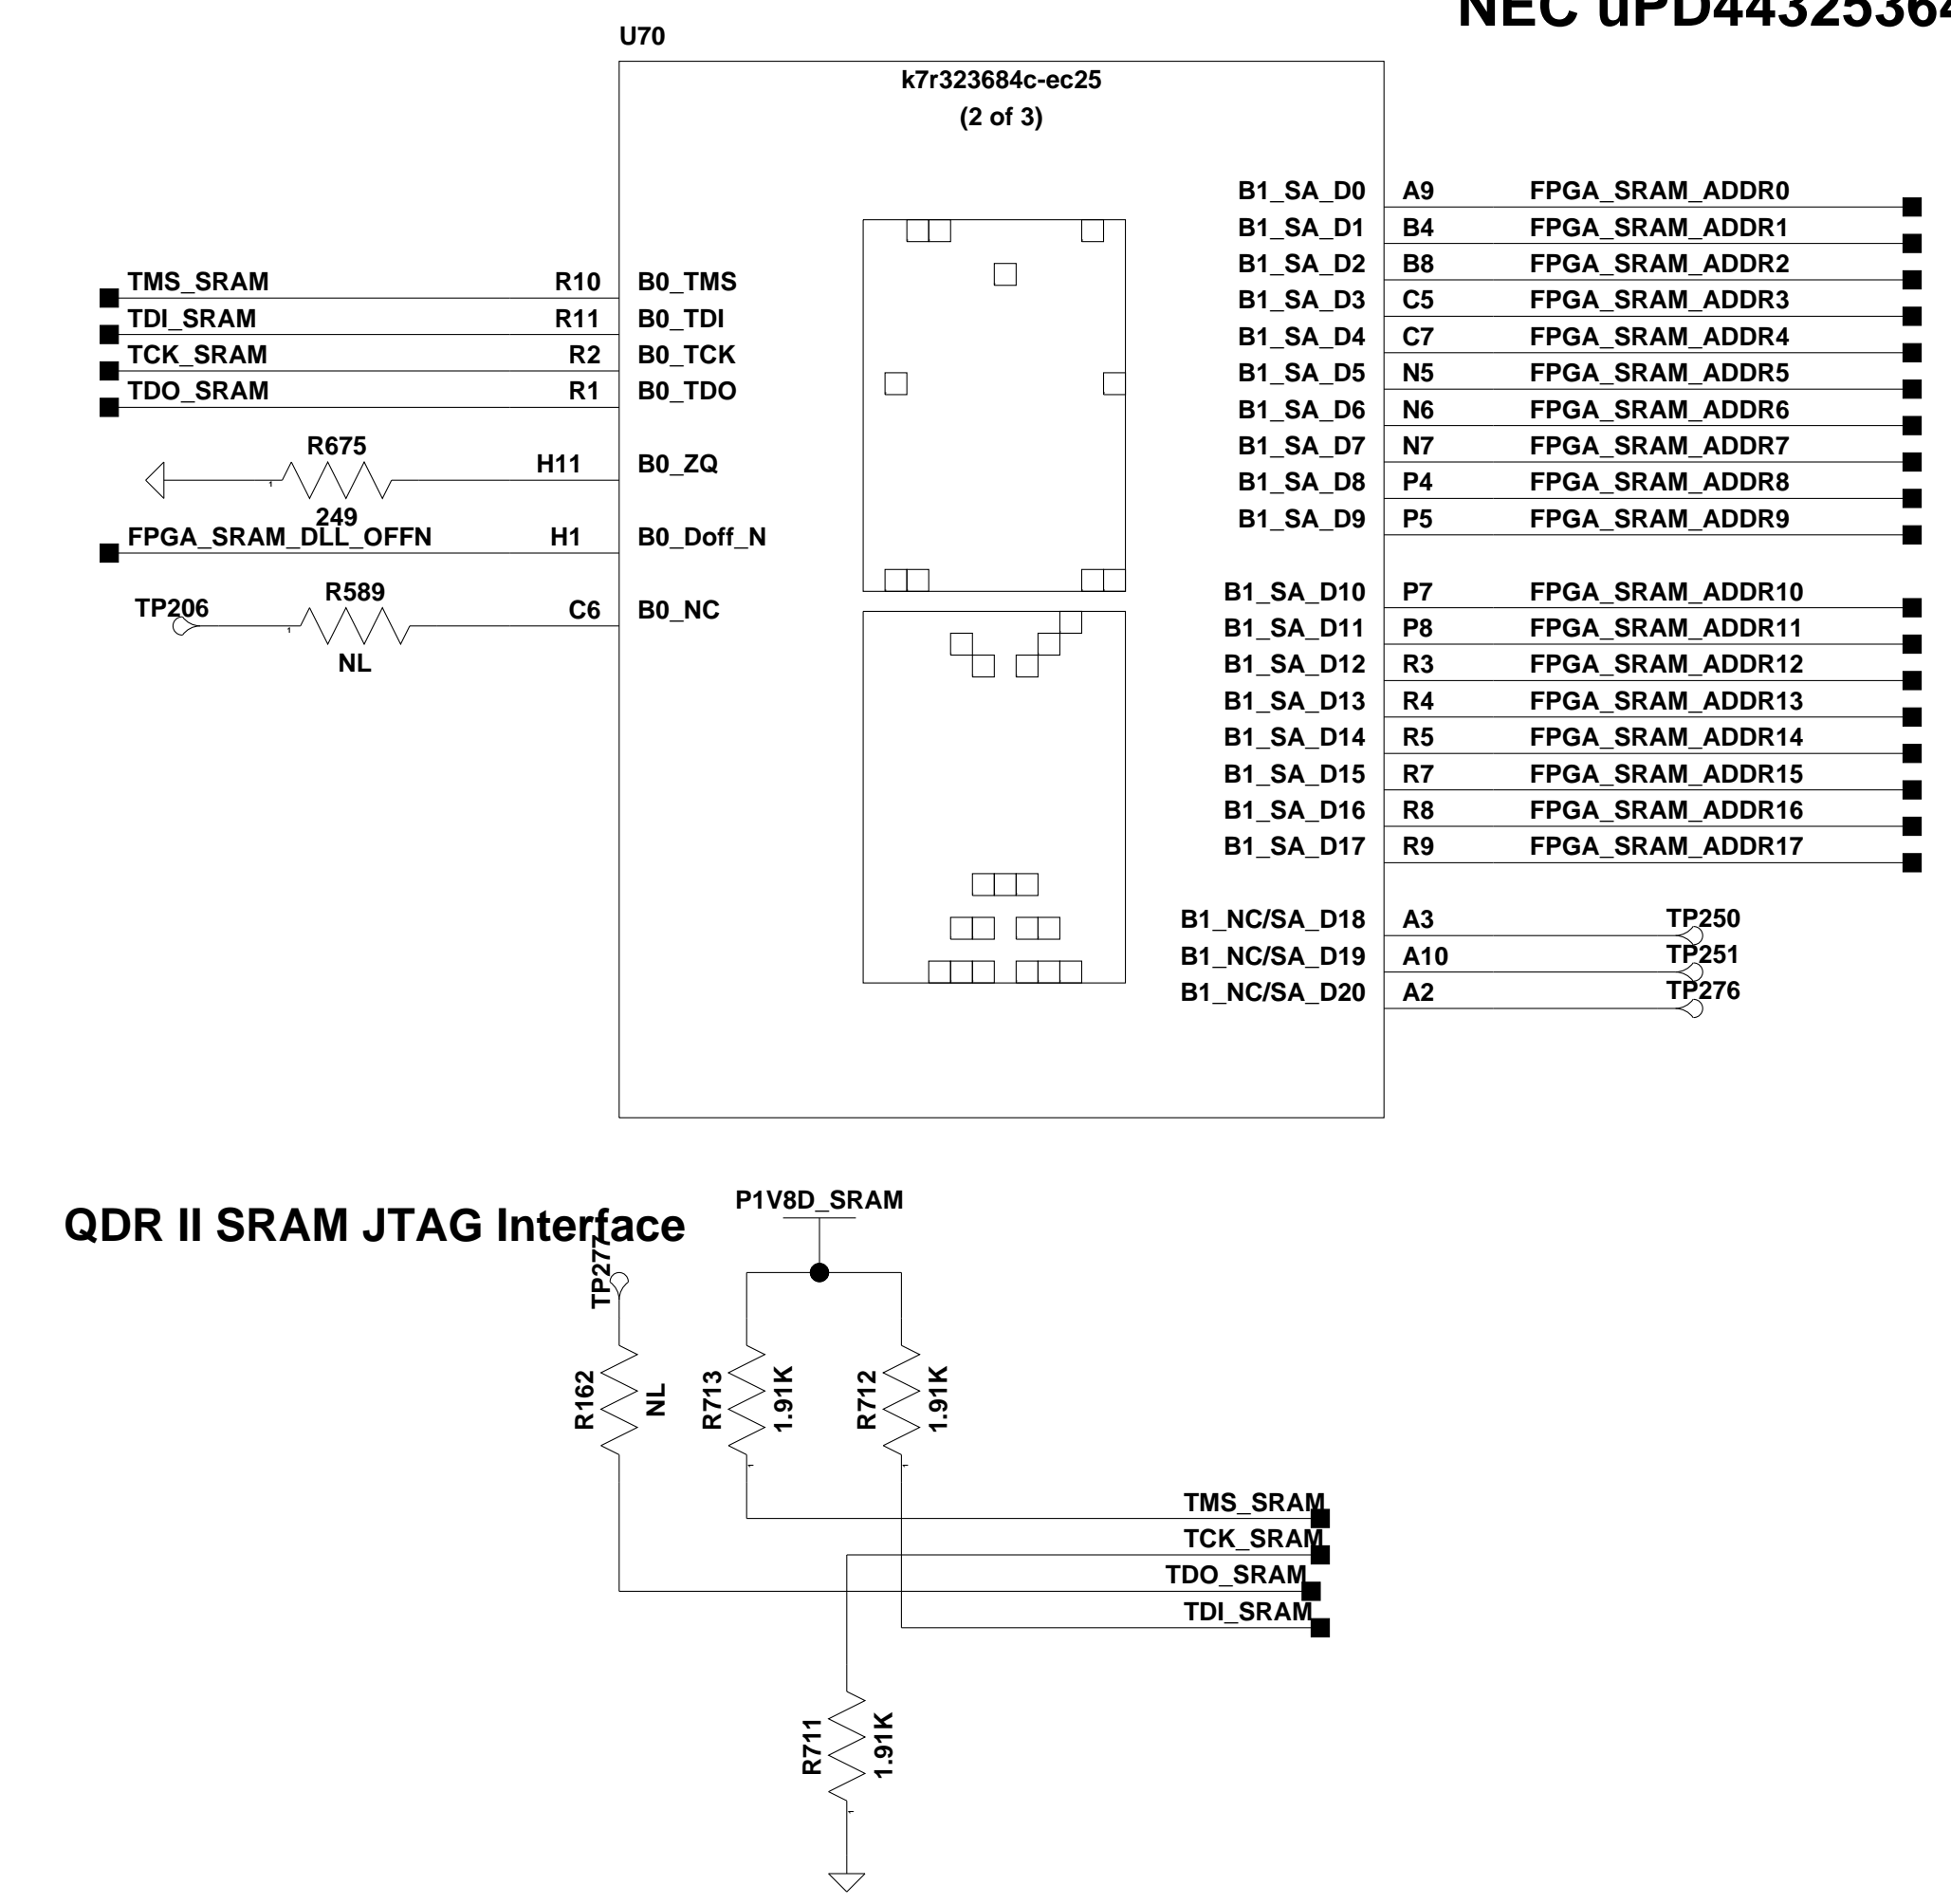 NEC uPD44325364
U70
k7r323684c-ec25
(2 of 3)
B1_SA_D0 A9 FPGA_SRAM_ADDR0
B1_SA_D1 B4 FPGA_SRAM_ADDR1
B1_SA_D2 B8 FPGA_SRAM_ADDR2
TMS_SRAM R10 B0_TMS
B1_SA_D3 C5 FPGA_SRAM_ADDR3
TDI_SRAM R11 B0_TDI
B1_SA_D4 C7 FPGA_SRAM_ADDR4
TCK_SRAM R2 B0_TCK
B1_SA_D5 N5 FPGA_SRAM_ADDR5
TDO_SRAM R1 B0_TDO
B1_SA_D6 N6 FPGA_SRAM_ADDR6
R675
B1_SA_D7 N7 FPGA_SRAM_ADDR7
H11 B0_ZQ
1
B1_SA_D8 P4 FPGA_SRAM_ADDR8
249
B1_SA_D9 P5 FPGA_SRAM_ADDR9
FPGA_SRAM_DLL_OFFN H1 B0_Doff_N
R589
B1_SA_D10 P7 FPGA_SRAM_ADDR10
TP206 C6 B0_NC
1
B1_SA_D11 P8 FPGA_SRAM_ADDR11
NL
B1_SA_D12 R3 FPGA_SRAM_ADDR12
B1_SA_D13 R4 FPGA_SRAM_ADDR13
B1_SA_D14 R5 FPGA_SRAM_ADDR14
B1_SA_D15 R7 FPGA_SRAM_ADDR15
B1_SA_D16 R8 FPGA_SRAM_ADDR16
B1_SA_D17 R9 FPGA_SRAM_ADDR17
B1_NC/SA_D18 A3 TP250
B1_NC/SA_D19 A10 TP251
B1_NC/SA_D20 A2 TP276
P1V8D_SRAM
QDR II SRAM JTAG Interface
TP277
R162
NL
R713
1.91K
R712
1.91K
1
1
TMS_SRAM
TCK_SRAM
TDO_SRAM
TDI_SRAM
R711
1.91K
1